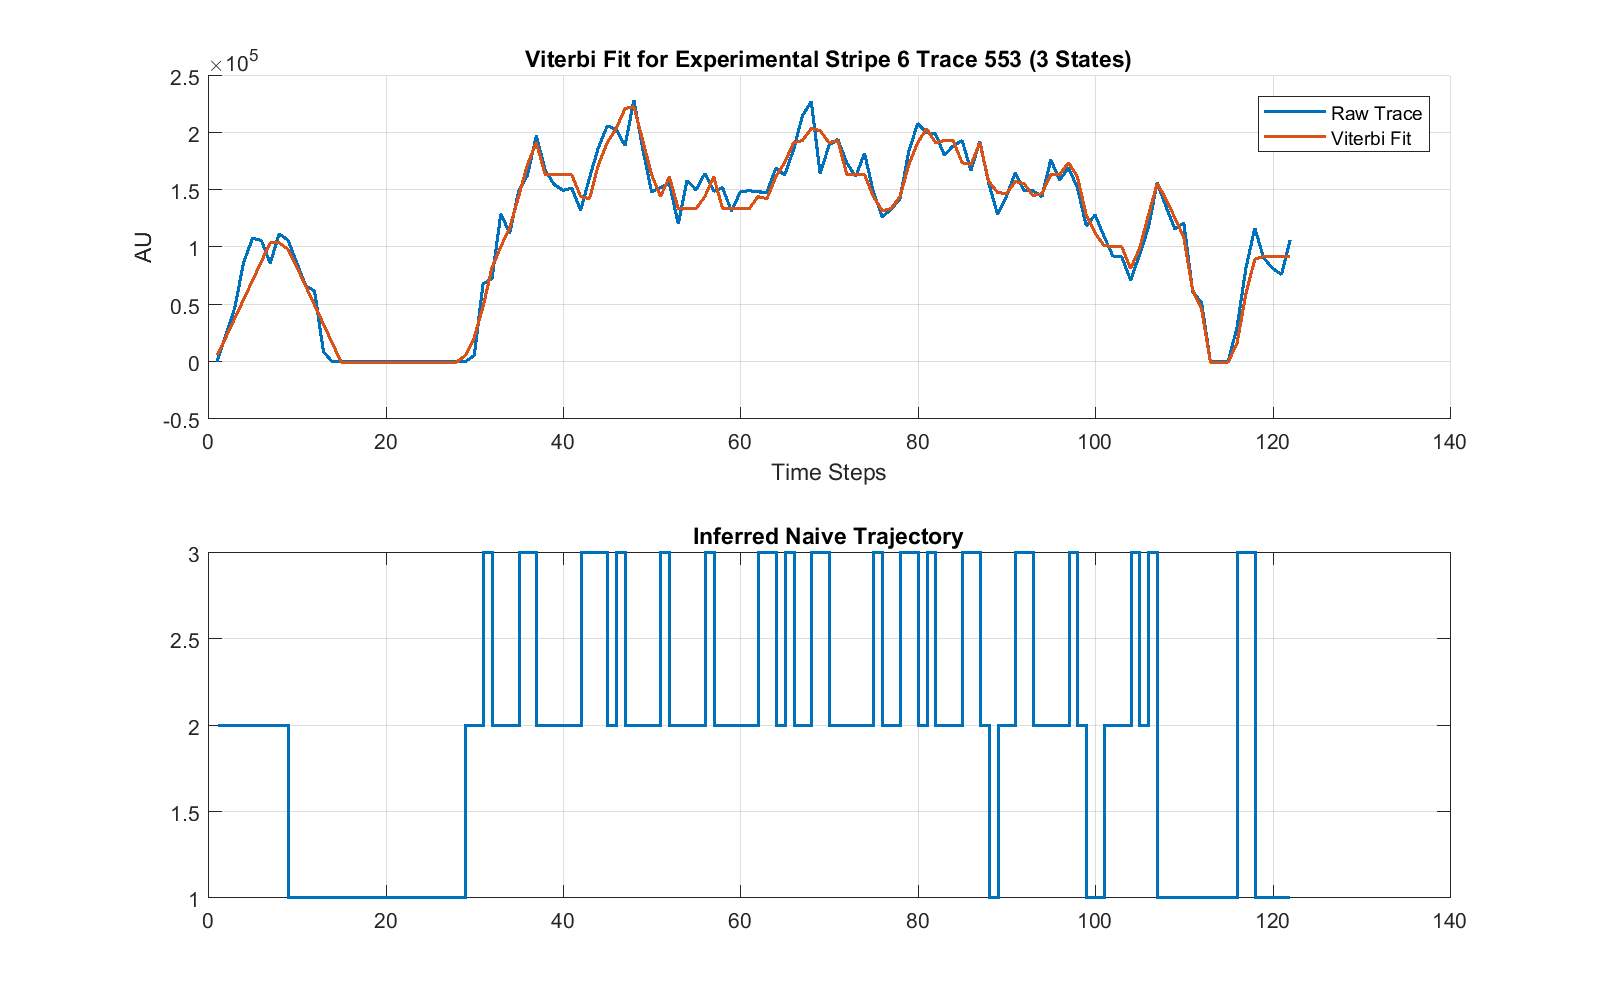 Viterbi Fit for Experimental Stripe 6 Trace 553 (3 States)
×10^5
2.5
2
1.5
1
0.5
0
-0.5
AU
Raw Trace
Viterbi Fit
0 20 40 60 80 100 120 140
Time Steps
Inferred Naive Trajectory
3
2.5
2
1.5
1
0 20 40 60 80 100 120 140